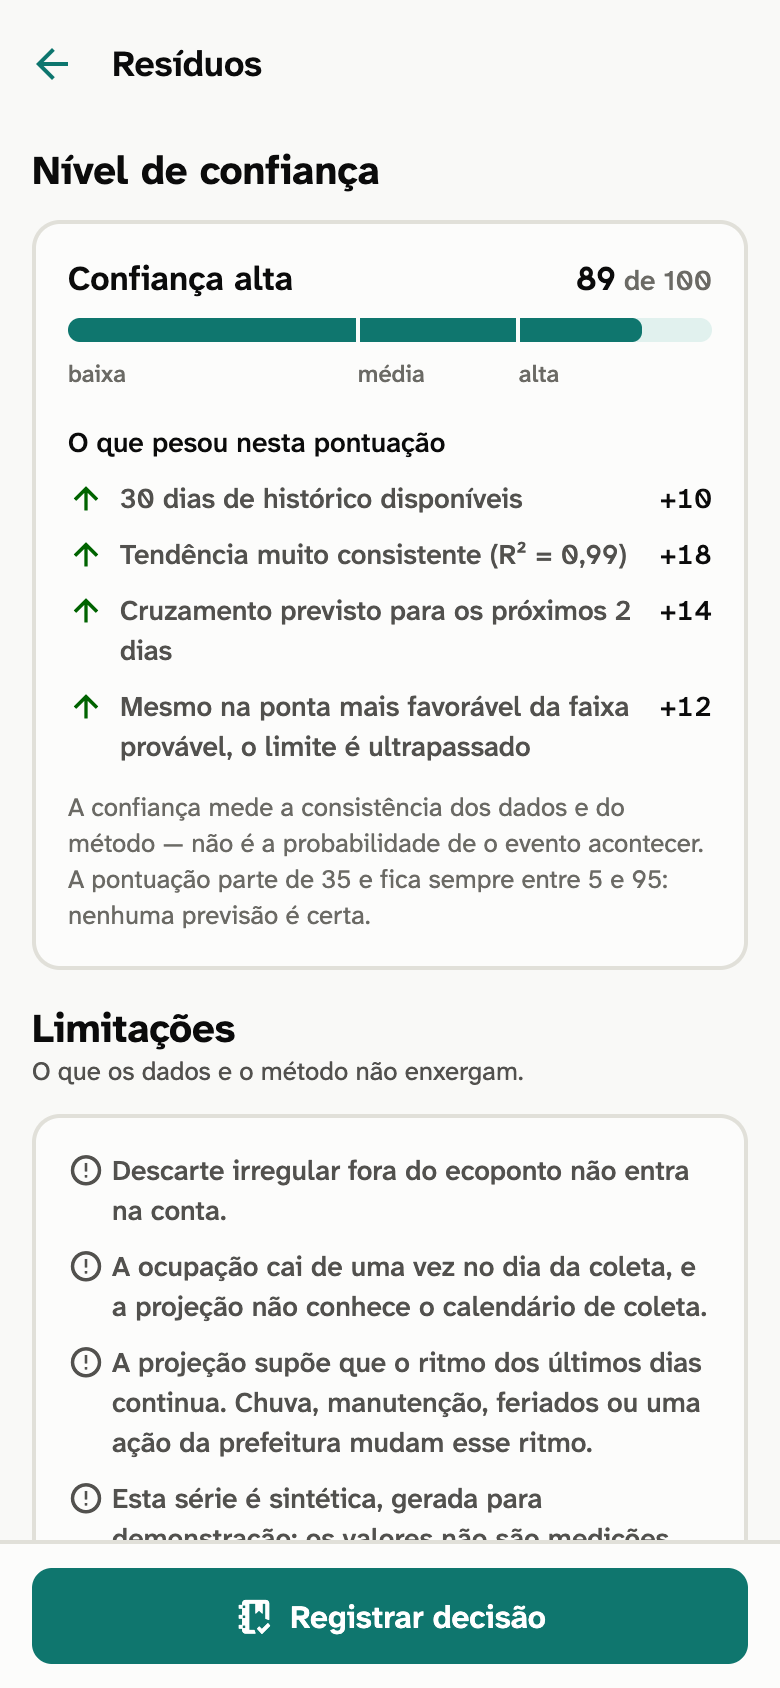 Resíduos
Nível de confiança
Confiança alta
89 de 100
baixa
média
alta
O que pesou nesta pontuação
30 dias de histórico disponíveis
+10
Tendência muito consistente (R² = 0,99)
+18
Cruzamento previsto para os próximos 2
+14
dias
Mesmo na ponta mais favorável da faixa
+12
provável, o limite é ultrapassado
A confiança mede a consistência dos dados e do
método — não é a probabilidade de o evento acontecer.
A pontuação parte de 35 e fica sempre entre 5 e 95:
nenhuma previsão é certa.
Limitações
O que os dados e o método não enxergam.
Descarte irregular fora do ecoponto não entra
na conta.
A ocupação cai de uma vez no dia da coleta, e
a projeção não conhece o calendário de coleta.
A projeção supõe que o ritmo dos últimos dias
continua. Chuva, manutenção, feriados ou uma
ação da prefeitura mudam esse ritmo.
Esta série é sintética, gerada para
demonstração: os valores não são medições
Registrar decisão